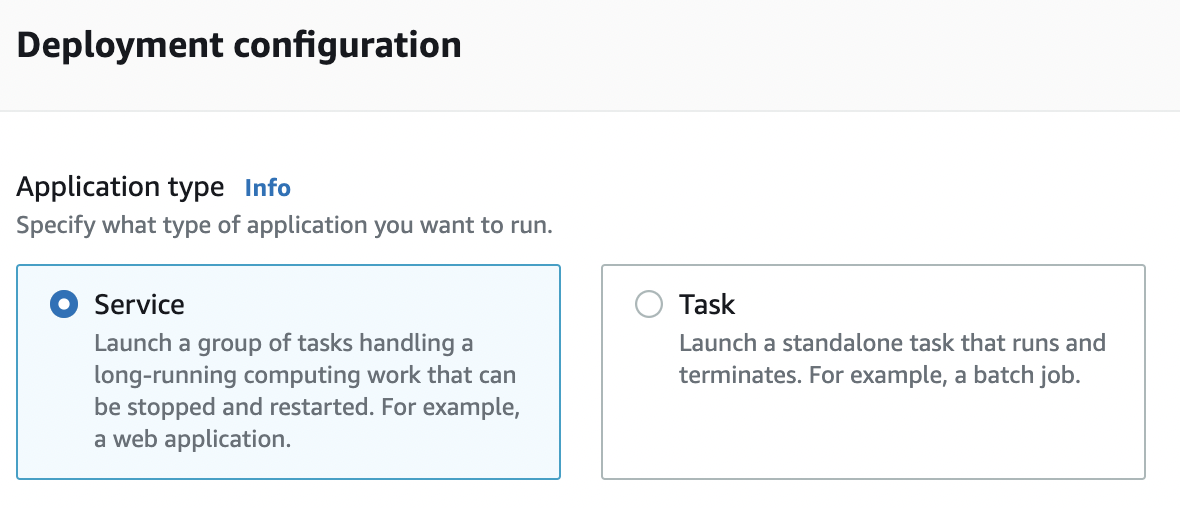 Deployment configuration
Application type Info
Specify what type of application you want to run.
Service
Launch a group of tasks handling a
long-running computing work that can
be stopped and restarted. For example,
a web application.
Task
Launch a standalone task that runs and
terminates. For example, a batch job.